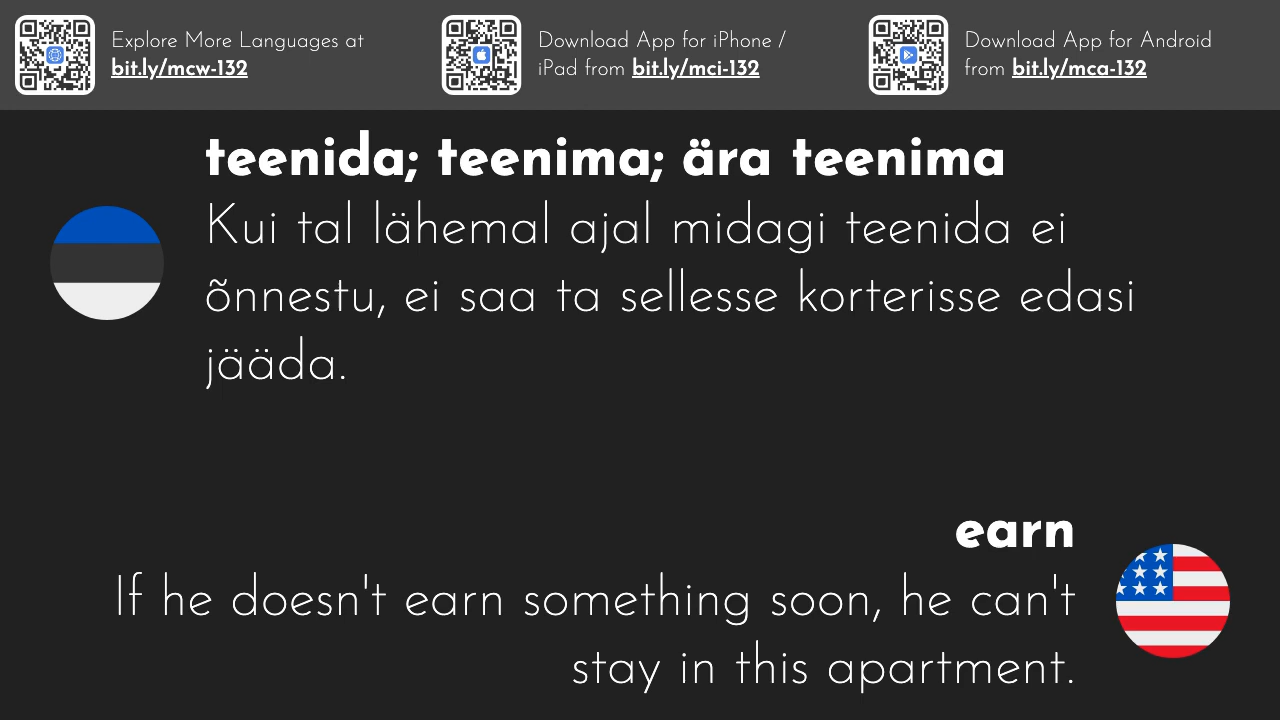 Explore More Languages at
bit.ly/mcw-132
Download App for iPhone /
iPad from bit.ly/mci-132
Download App for Android
from bit.ly/mca-132
teenida; teenima; ära teenima
Kui tal lähemal ajal midagi teenida ei
õnnestu, ei saa ta sellesse korterisse edasi
jääda.
earn
If he doesn't earn something soon, he can't
stay in this apartment.